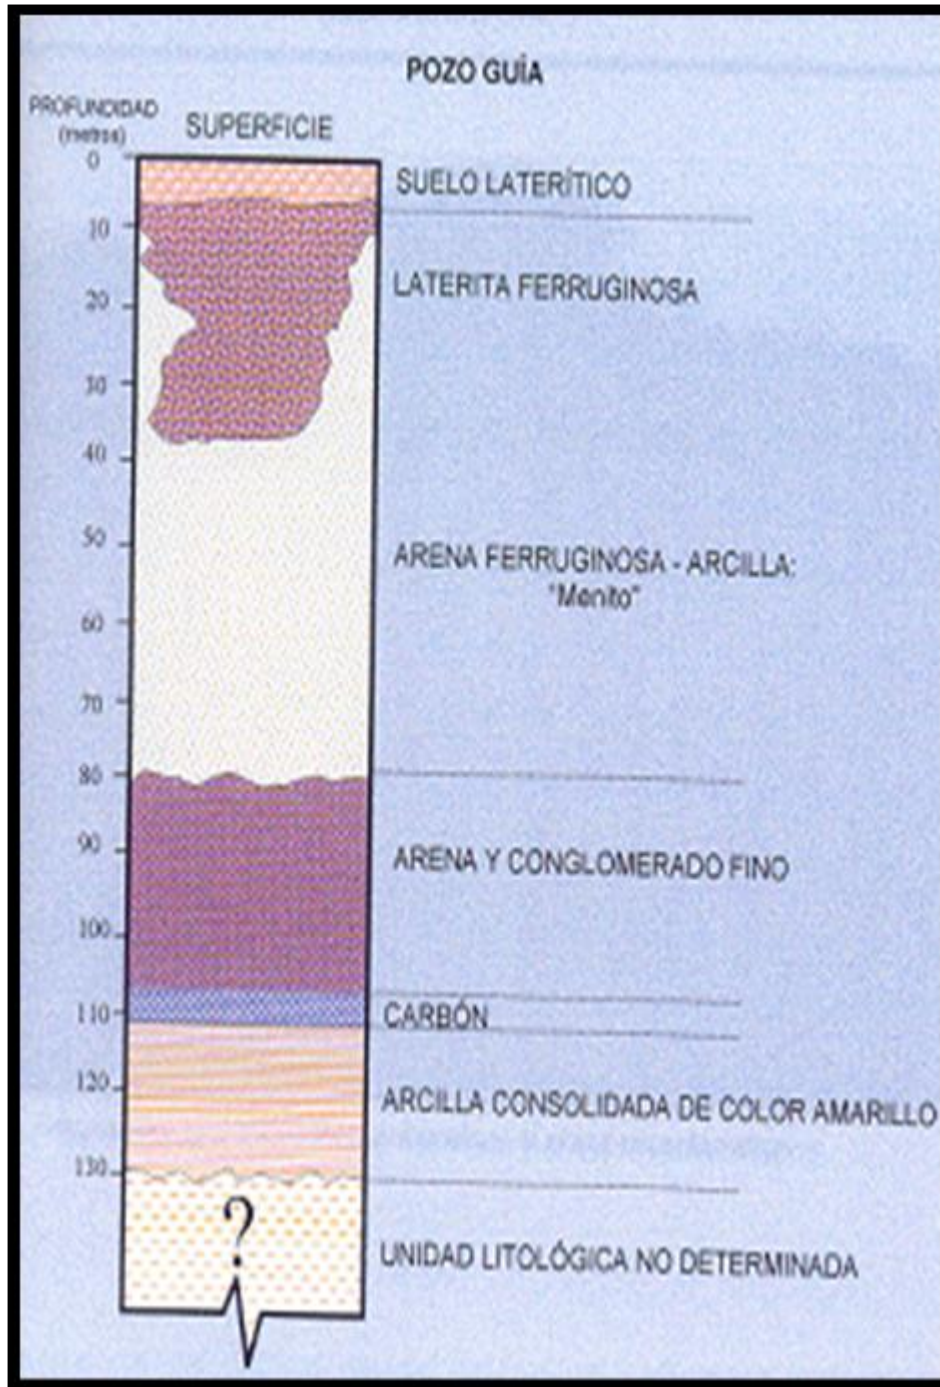 POZO GUÍA
PROFUNDIDAD
(metros)
SUPERFICIE
0
SUELO LATERÍTICO
10
LATERITA FERRUGINOSA
20
30
40
50
ARENA FERRUGINOSA - ARCILLA:
"Menito"
60
70
80
90
ARENA Y CONGLOMERADO FINO
100
110
CARBÓN
120
ARCILLA CONSOLIDADA DE COLOR AMARILLO
130
?
UNIDAD LITOLÓGICA NO DETERMINADA